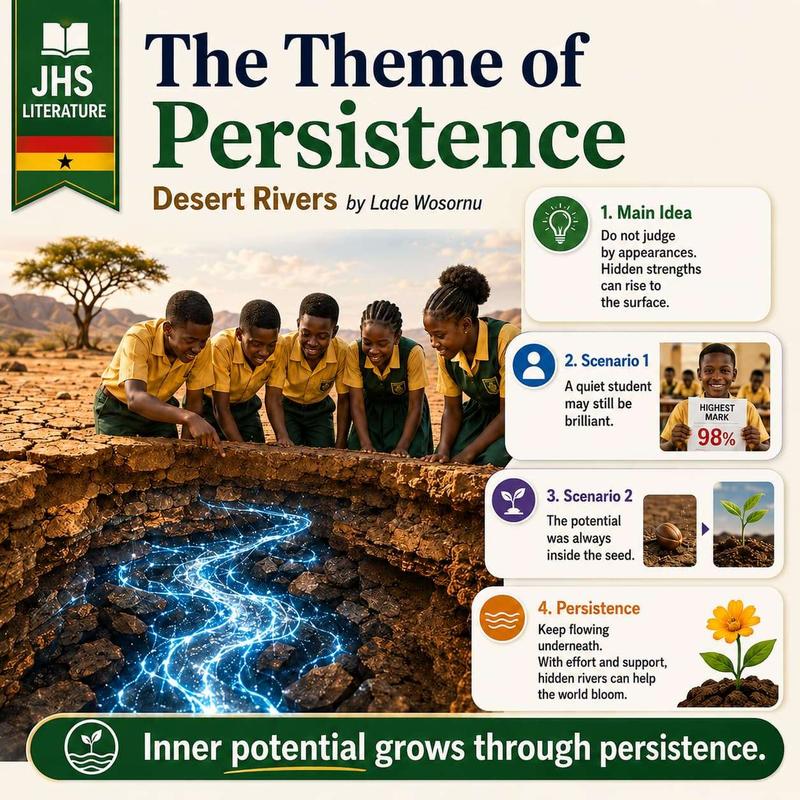 JHS
LITERATURE
The Theme of
Persistence
Desert Rivers by Lade Wosornu
1. Main Idea
Do not judge
by appearances.
Hidden strengths
can rise to
the surface.
2. Scenario 1
A quiet student
may still be
brilliant.
HIGHEST
MARK
98%
3. Scenario 2
The potential
was always
inside the seed.
4. Persistence
Keep flowing
underneath.
With effort and support,
hidden rivers can help
the world bloom.
Inner potential grows through persistence.